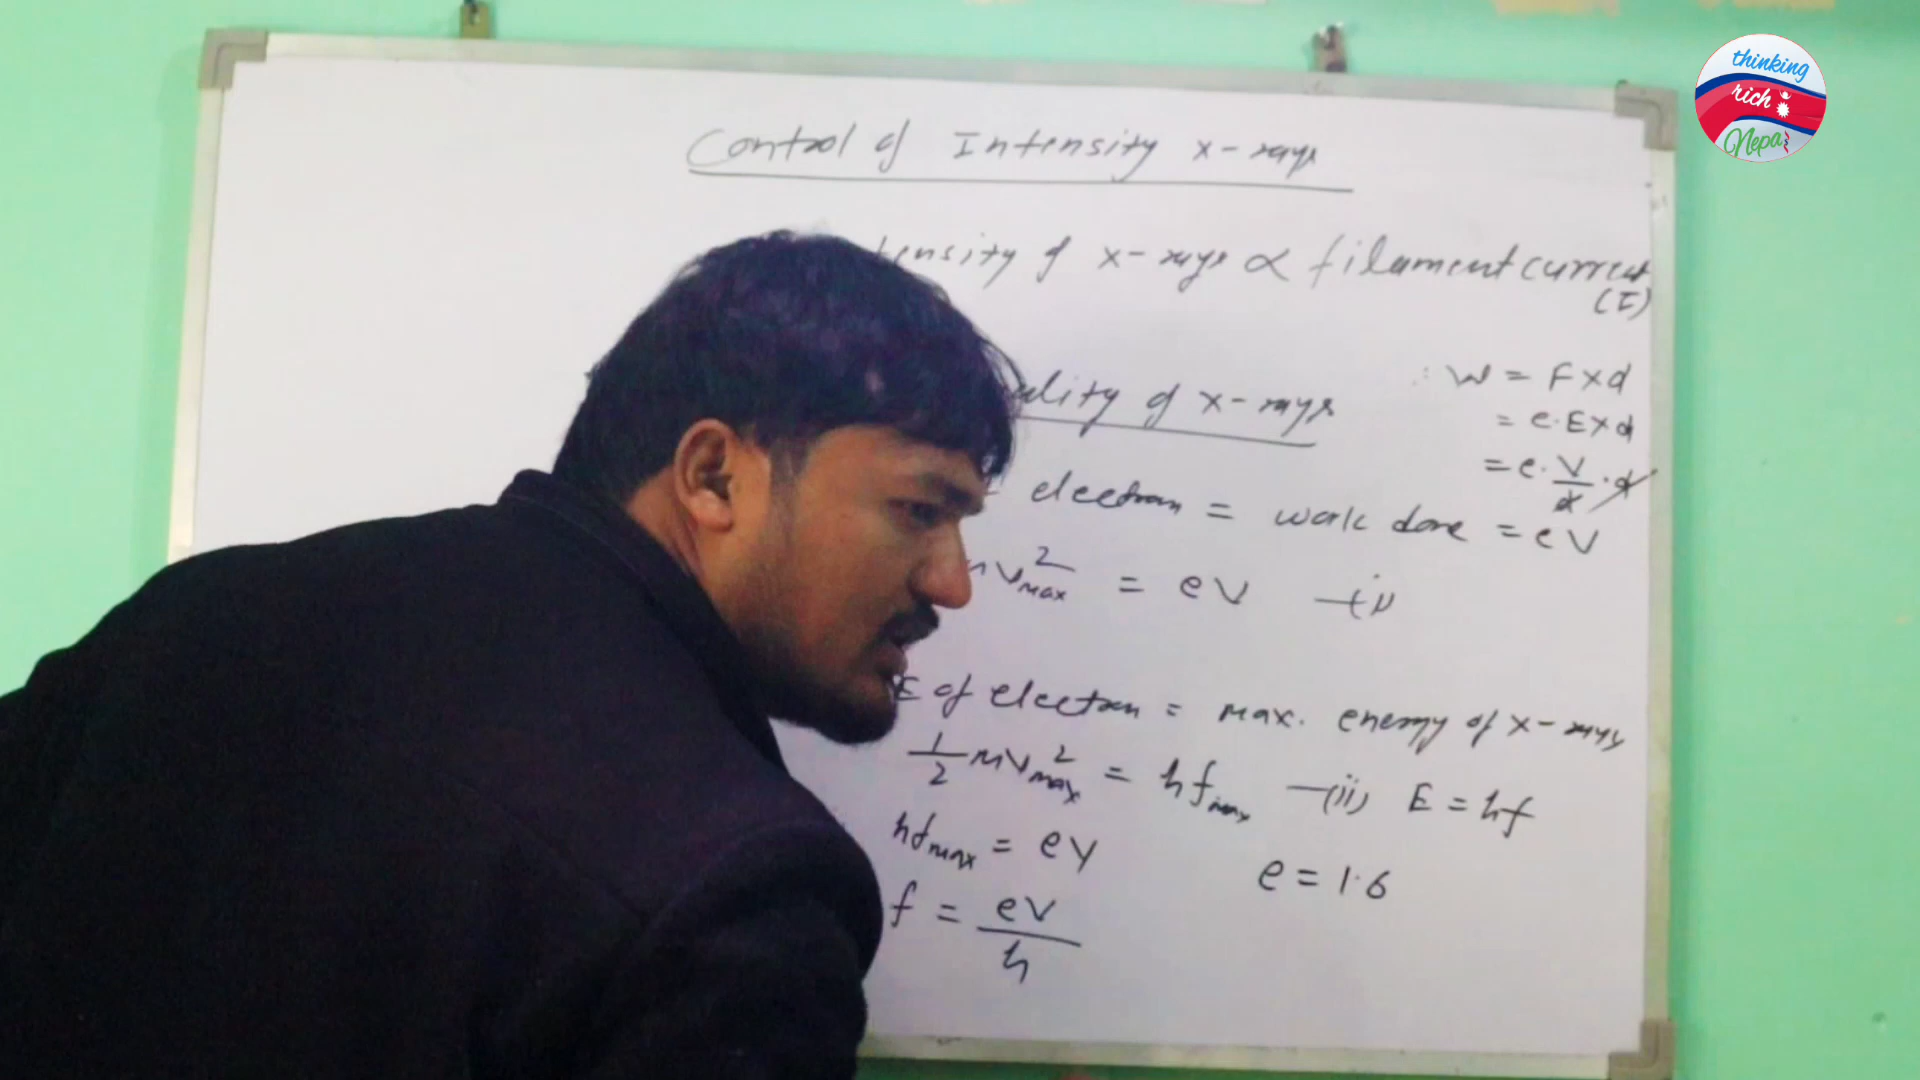 thinking
rich
Nepal
Control of Intensity x-rays
tensity of x-rays ∝ filament current
(I)
ality of x-rays
∴ W = F×d
= e.E×d
= e. V/d .d
electron = work done = eV
mv²max = eV —(i)
E of electron = max. energy of x-rays
1/2 mv²max = hfmax —(ii) E = hf
hfmax = eV
e = 1.6
f = eV/h